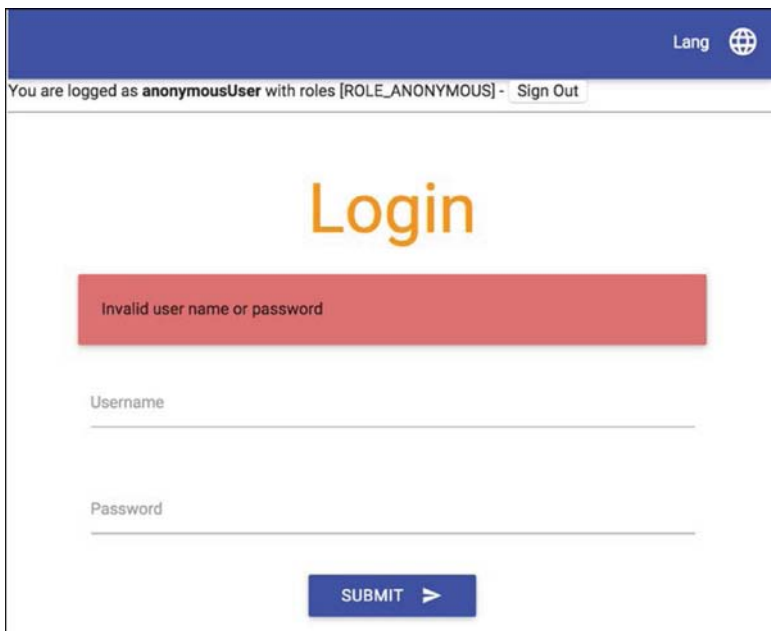 Lang
You are logged as anonymousUser with roles [ROLE_ANONYMOUS] - Sign Out
Login
Invalid user name or password
Username
Password
SUBMIT